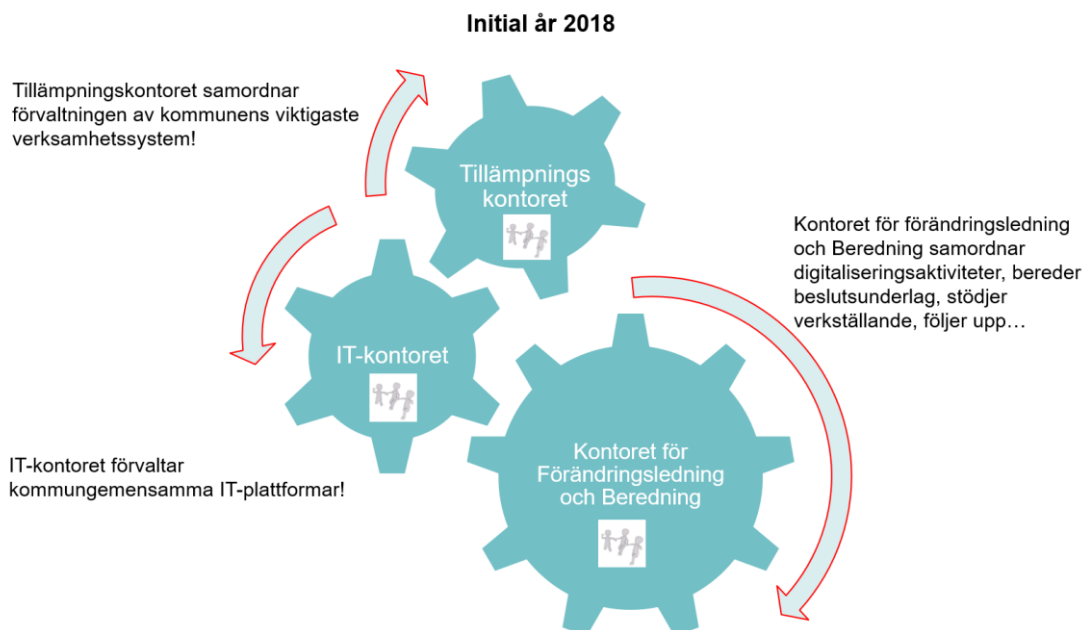 Initial år 2018
Tillämpningskontoret samordnar
förvaltningen av kommunens viktigaste
verksamhetssystem!
Tillämpnings
kontoret
Kontoret för förändringsledning
och Beredning samordnar
digitaliseringsaktiviteter, bereder
beslutsunderlag, stödjer
verkställande, följer upp…
IT-kontoret
IT-kontoret förvaltar
kommungemensamma IT-plattformar!
Kontoret för
Förändringsledning
och Beredning